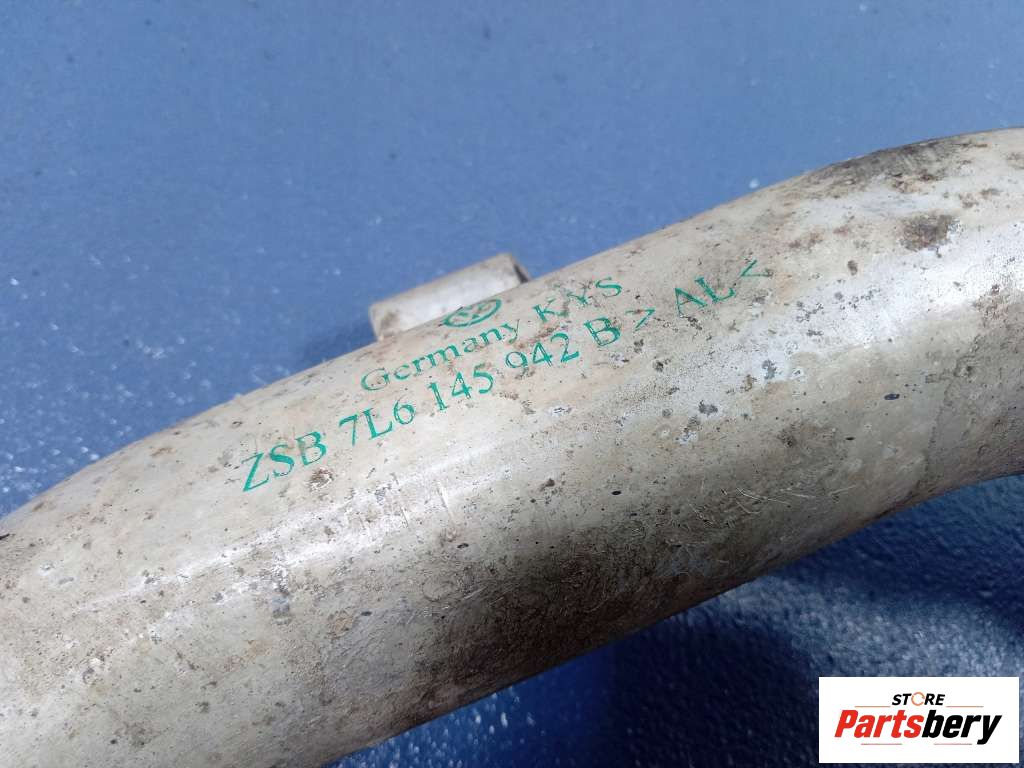 Germany KYS
ZSB 7L6 145 942 B > AL <
STORE
Partsbery